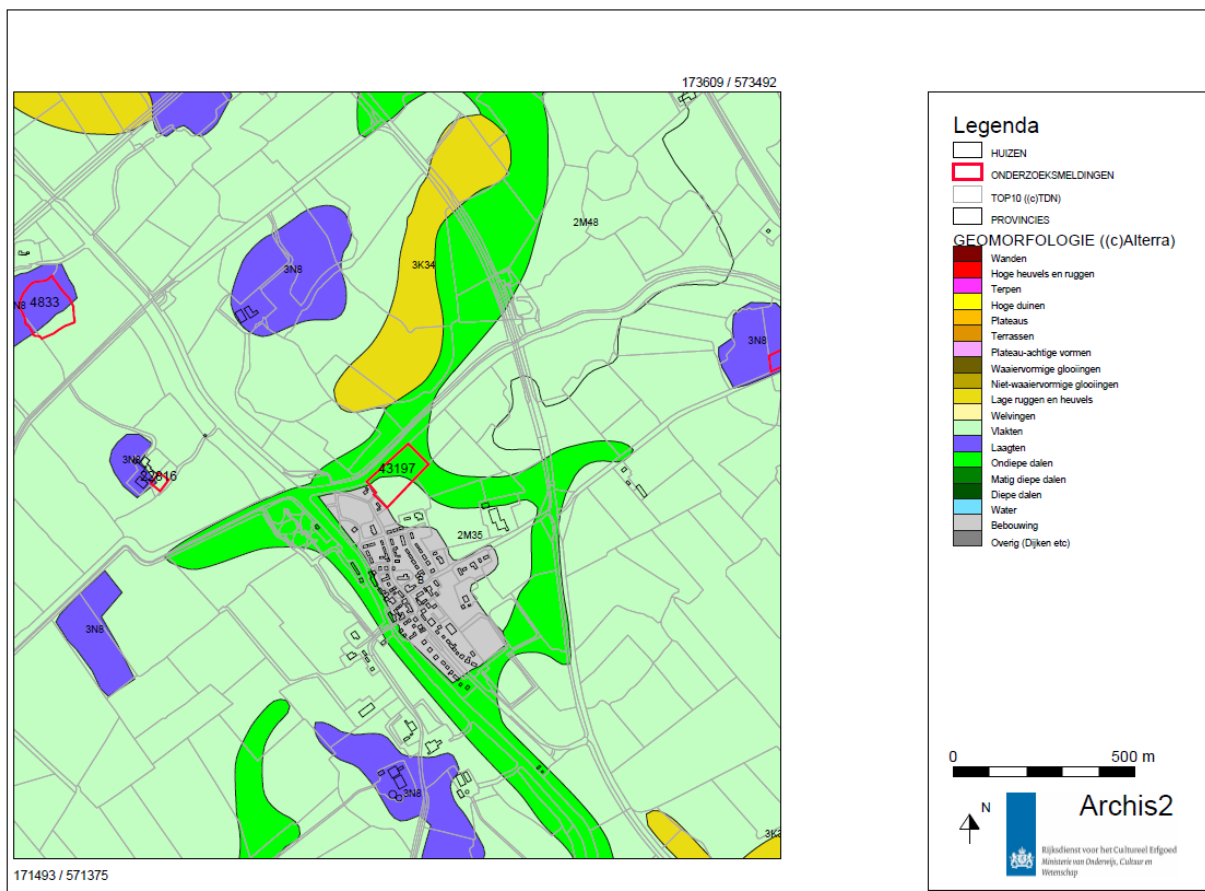 173609 / 573492
2M48
3N8
3K34
N8
4833
3N8
3N8
22816
43197
2M35
3N8
3N8
3K3
171493 / 571375
Legenda
HUIZEN
ONDERZOEKSMELDINGEN
TOP10 ((c)TDN)
PROVINCIES
GEOMORFOLOGIE ((c)Alterra)
Wanden
Hoge heuvels en ruggen
Terpen
Hoge duinen
Plateaus
Terrassen
Plateau-achtige vormen
Waaiervormige glooiingen
Niet-waaiervormige glooiingen
Lage ruggen en heuvels
Welvingen
Vlakten
Laagten
Ondiepe dalen
Matig diepe dalen
Diepe dalen
Water
Bebouwing
Overig (Dijken etc)
0 500 m
N
Archis2
Rijksdienst voor het Cultureel Erfgoed
Ministerie van Onderwijs, Cultuur en
Wetenschap